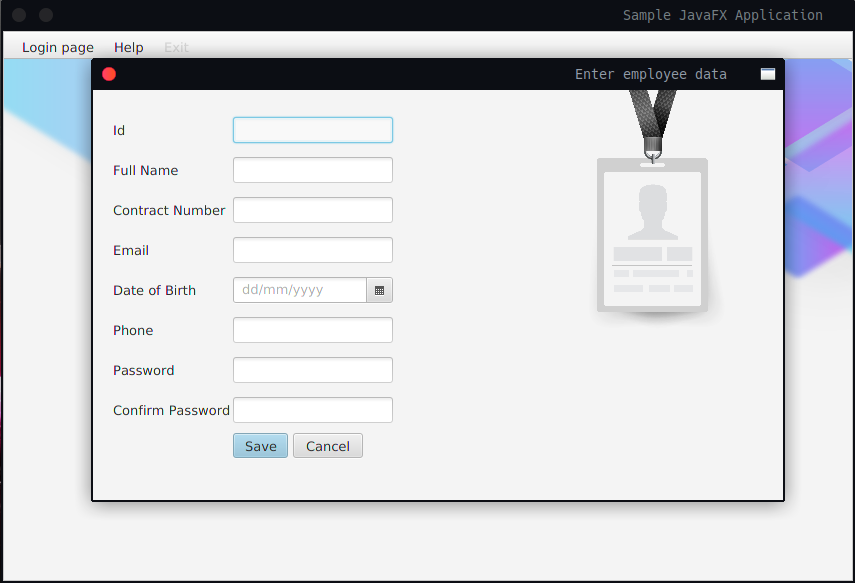 Sample JavaFX Application
Login page Help Exit
Enter employee data
Id
Full Name
Contract Number
Email
Date of Birth dd/mm/yyyy
Phone
Password
Confirm Password
Save Cancel